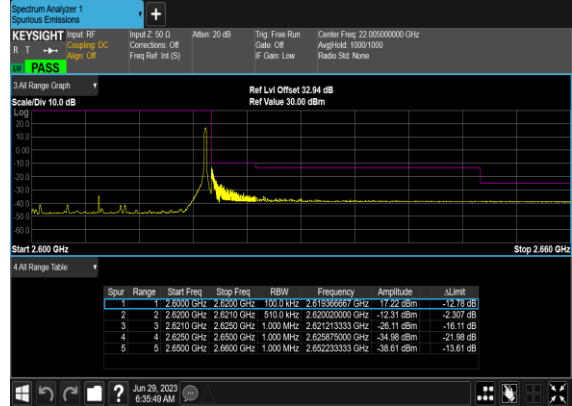 Spectrum Analyzer 1
Spurious Emissions
+
KEYSIGHT Input: RF Input Z: 50 Ω Atten: 20 dB Trig: Free Run Center Freq: 22.005000000 GHz
R T Coupling: DC Corrections: Off Gate: Off Avg|Hold: 1000/1000
Align: Off Freq Ref: Int (S) IF Gain: Low Radio Std: None
PASS
3 All Range Graph
Ref Lvl Offset 32.94 dB
Scale/Div 10.0 dB Ref Value 30.00 dBm
Log
20.0
10.0
0.00
-10.0
-20.0
-30.0
-40.0
-50.0
-60.0
Start 2.600 GHz Stop 2.660 GHz
4 All Range Table
Spur Range Start Freq Stop Freq RBW Frequency Amplitude ΔLimit
1 1 2.6000 GHz 2.6200 GHz 100.0 kHz 2.619366667 GHz 17.22 dBm -12.78 dB
2 2 2.6200 GHz 2.6210 GHz 510.0 kHz 2.620020000 GHz -12.31 dBm -2.307 dB
3 3 2.6210 GHz 2.6250 GHz 1.000 MHz 2.621213333 GHz -26.11 dBm -16.11 dB
4 4 2.6250 GHz 2.6500 GHz 1.000 MHz 2.625875000 GHz -34.98 dBm -21.98 dB
5 5 2.6500 GHz 2.6600 GHz 1.000 MHz 2.652233333 GHz -38.61 dBm -13.61 dB
? Jun 29, 2023
6:35:49 AM